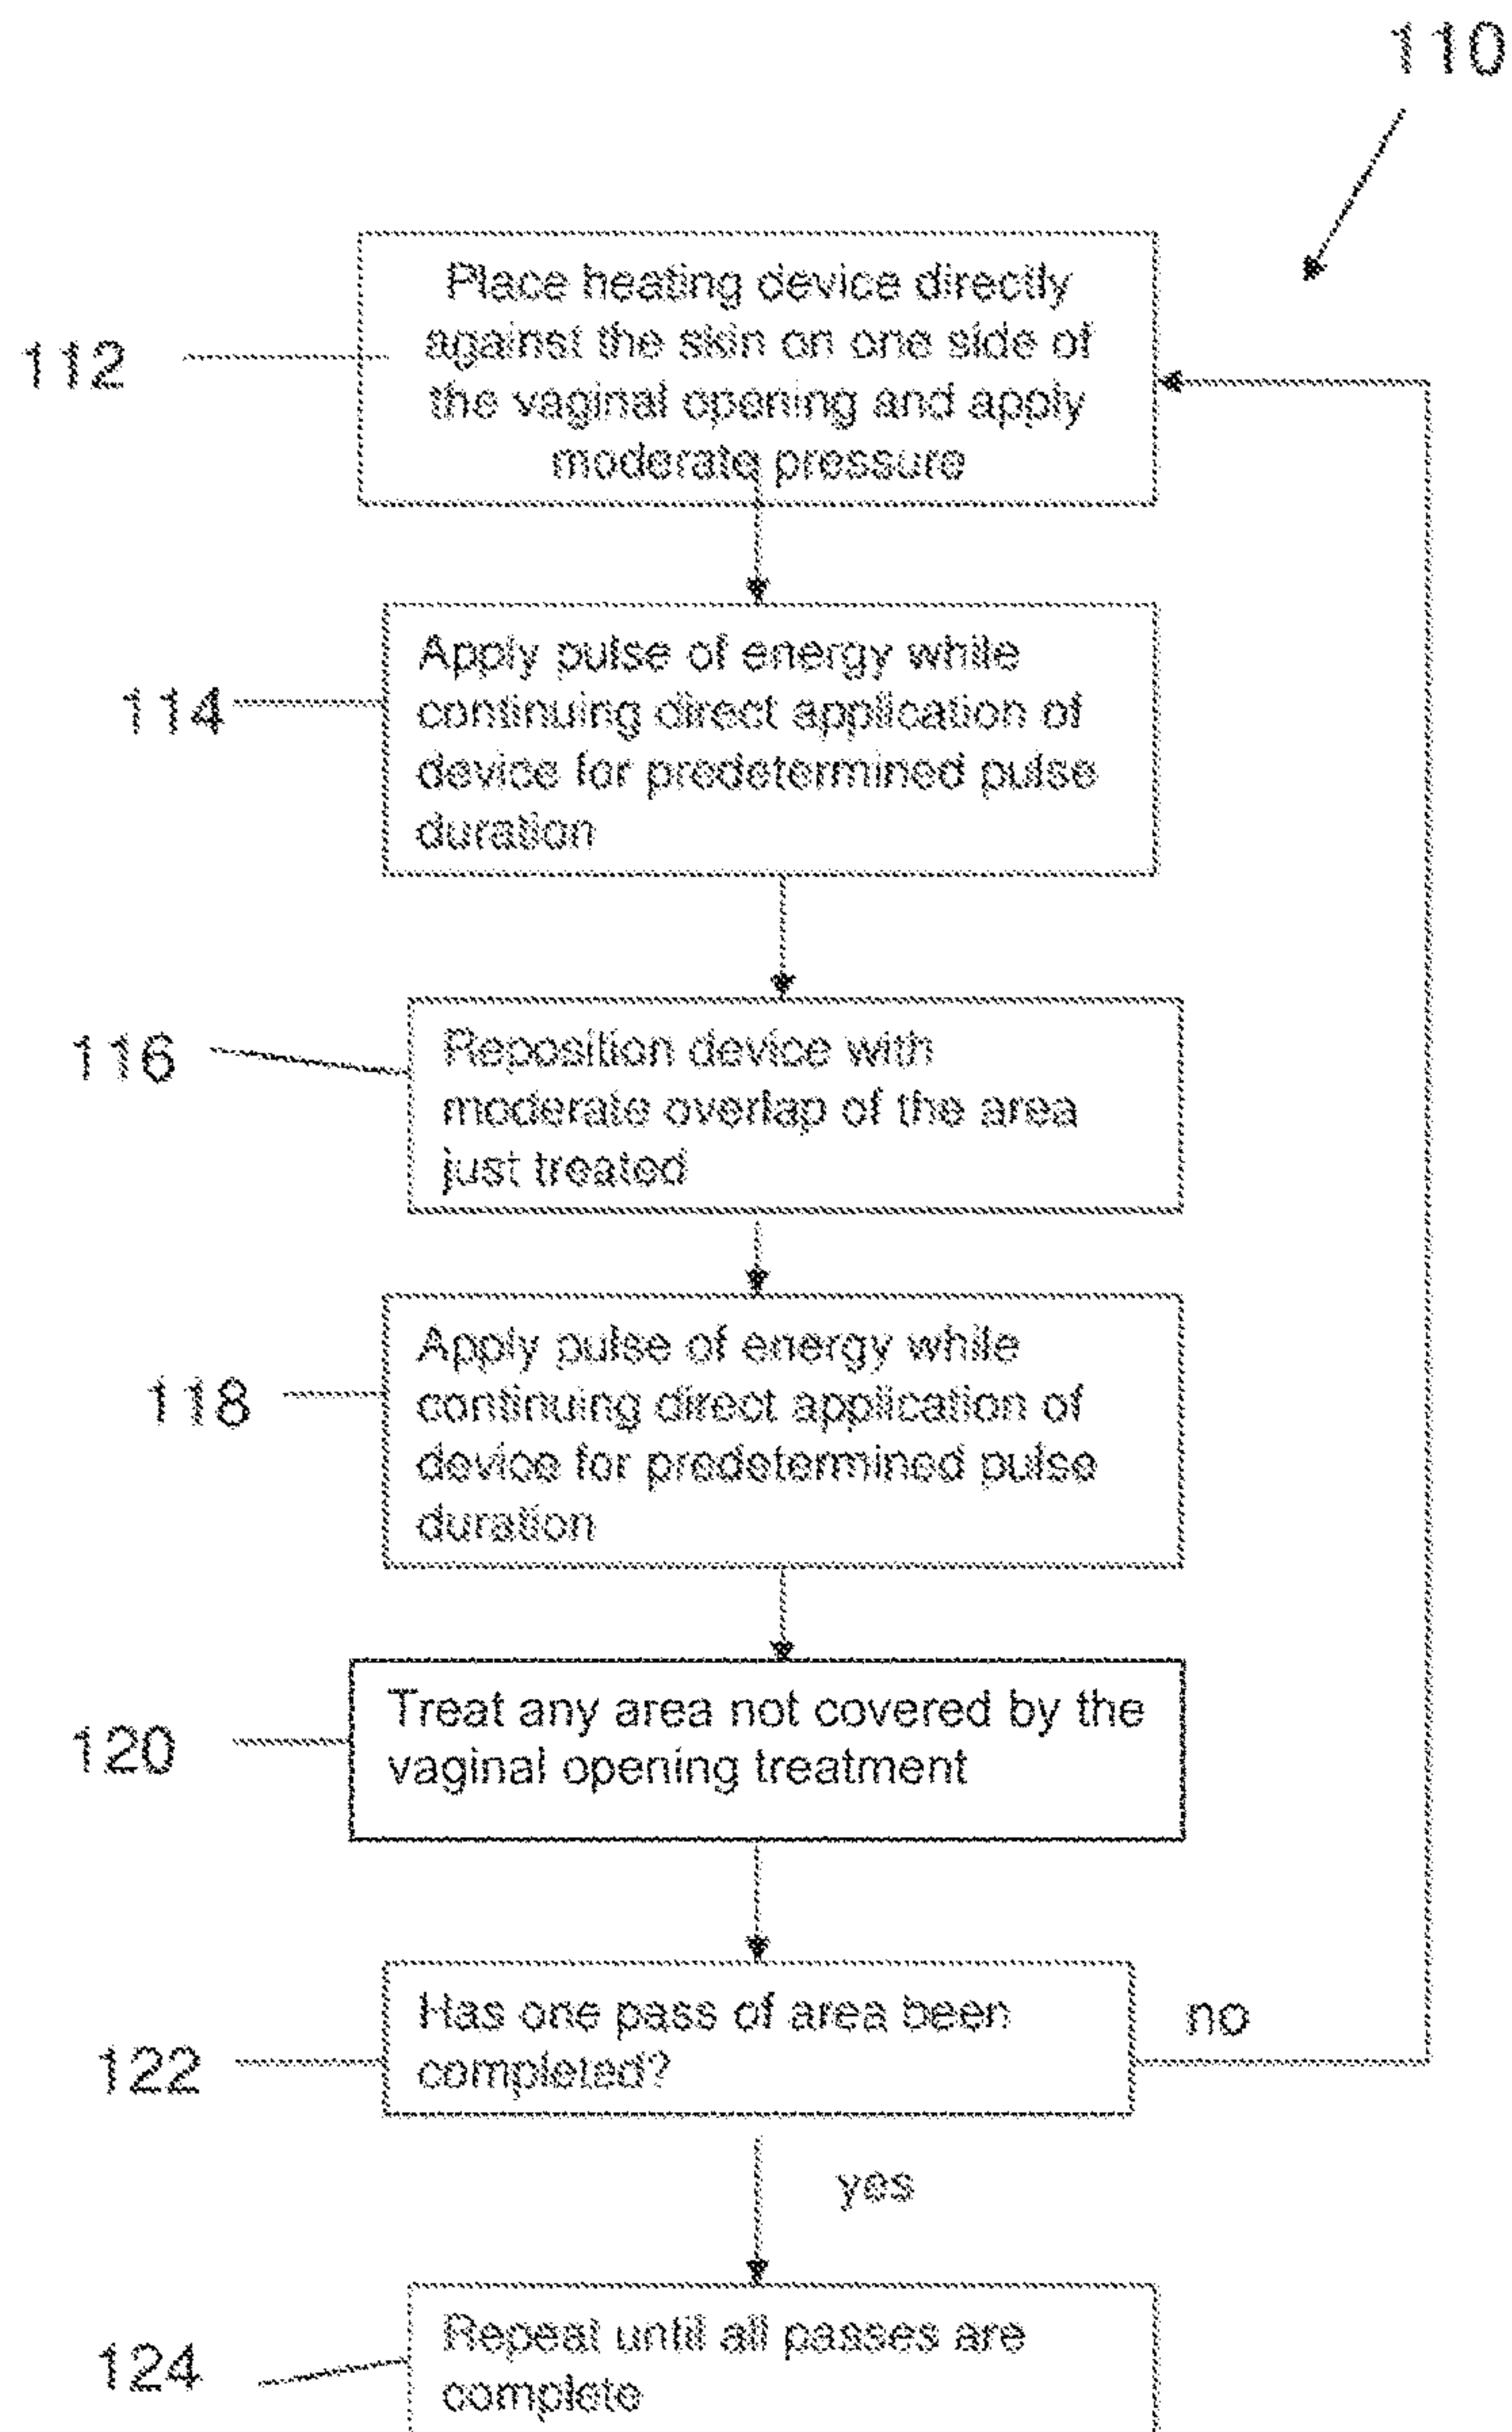 110
112
Place heating device directly
against the skin on one side of
the vaginal opening and apply
moderate pressure
114
Apply pulse of energy while
continuing direct application of
device for predetermined pulse
duration
116
Reposition device with
moderate overlap of the area
just treated
118
Apply pulse of energy while
continuing direct application of
device for predetermined pulse
duration
120
Treat any area not covered by the
vaginal opening treatment
122
Has one pass of area been
completed?
no
yes
124
Repeat until all passes are
complete